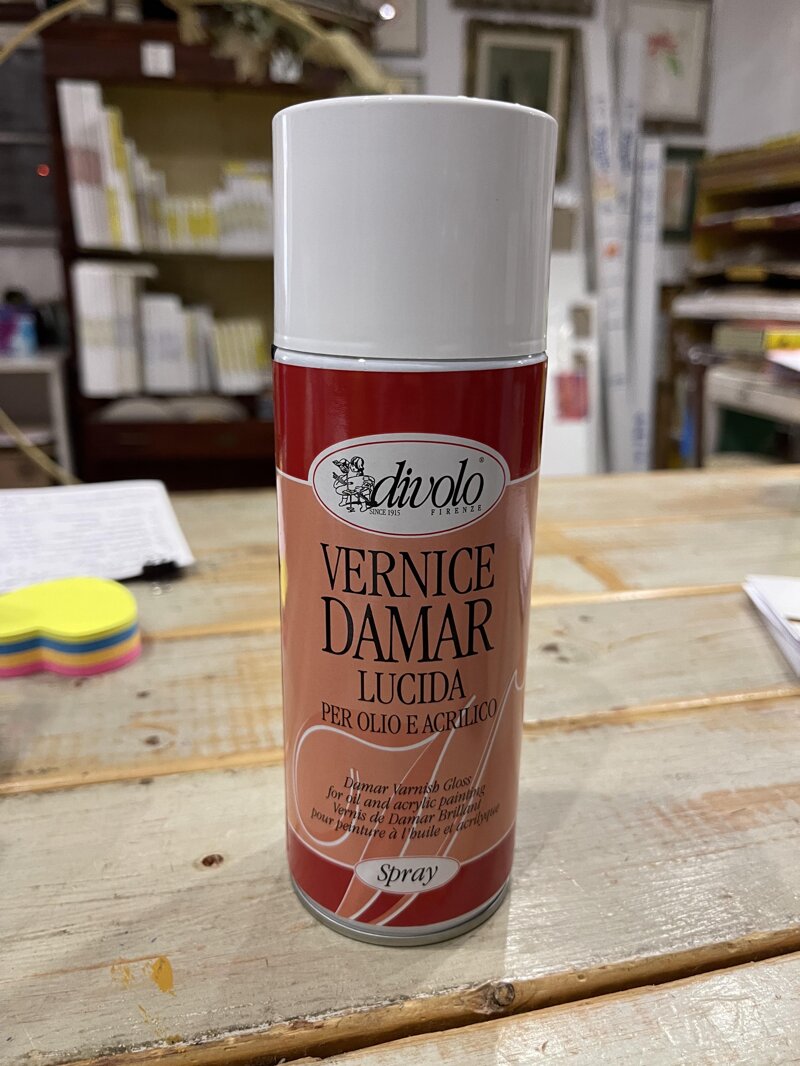 divolo®
SINCE 1915 FIRENZE
VERNICE
DAMAR
LUCIDA
PER OLIO E ACRILICO
Damar Varnish Gloss
for oil and acrylic painting
Vernis de Damar Brillant
pour peinture à l'huile et acrilyque
Spray